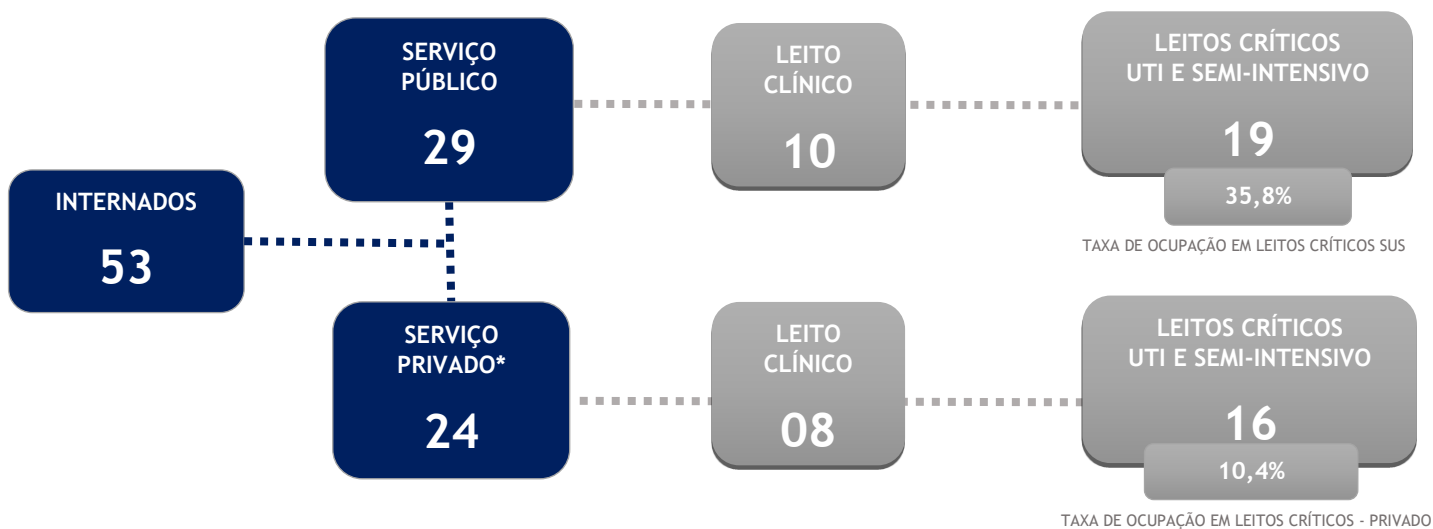 INTERNADOS
53
SERVIÇO
PÚBLICO
29
LEITO
CLÍNICO
10
LEITOS CRÍTICOS
UTI E SEMI-INTENSIVO
19
35,8%
TAXA DE OCUPAÇÃO EM LEITOS CRÍTICOS SUS
SERVIÇO
PRIVADO*
24
LEITO
CLÍNICO
08
LEITOS CRÍTICOS
UTI E SEMI-INTENSIVO
16
10,4%
TAXA DE OCUPAÇÃO EM LEITOS CRÍTICOS - PRIVADO